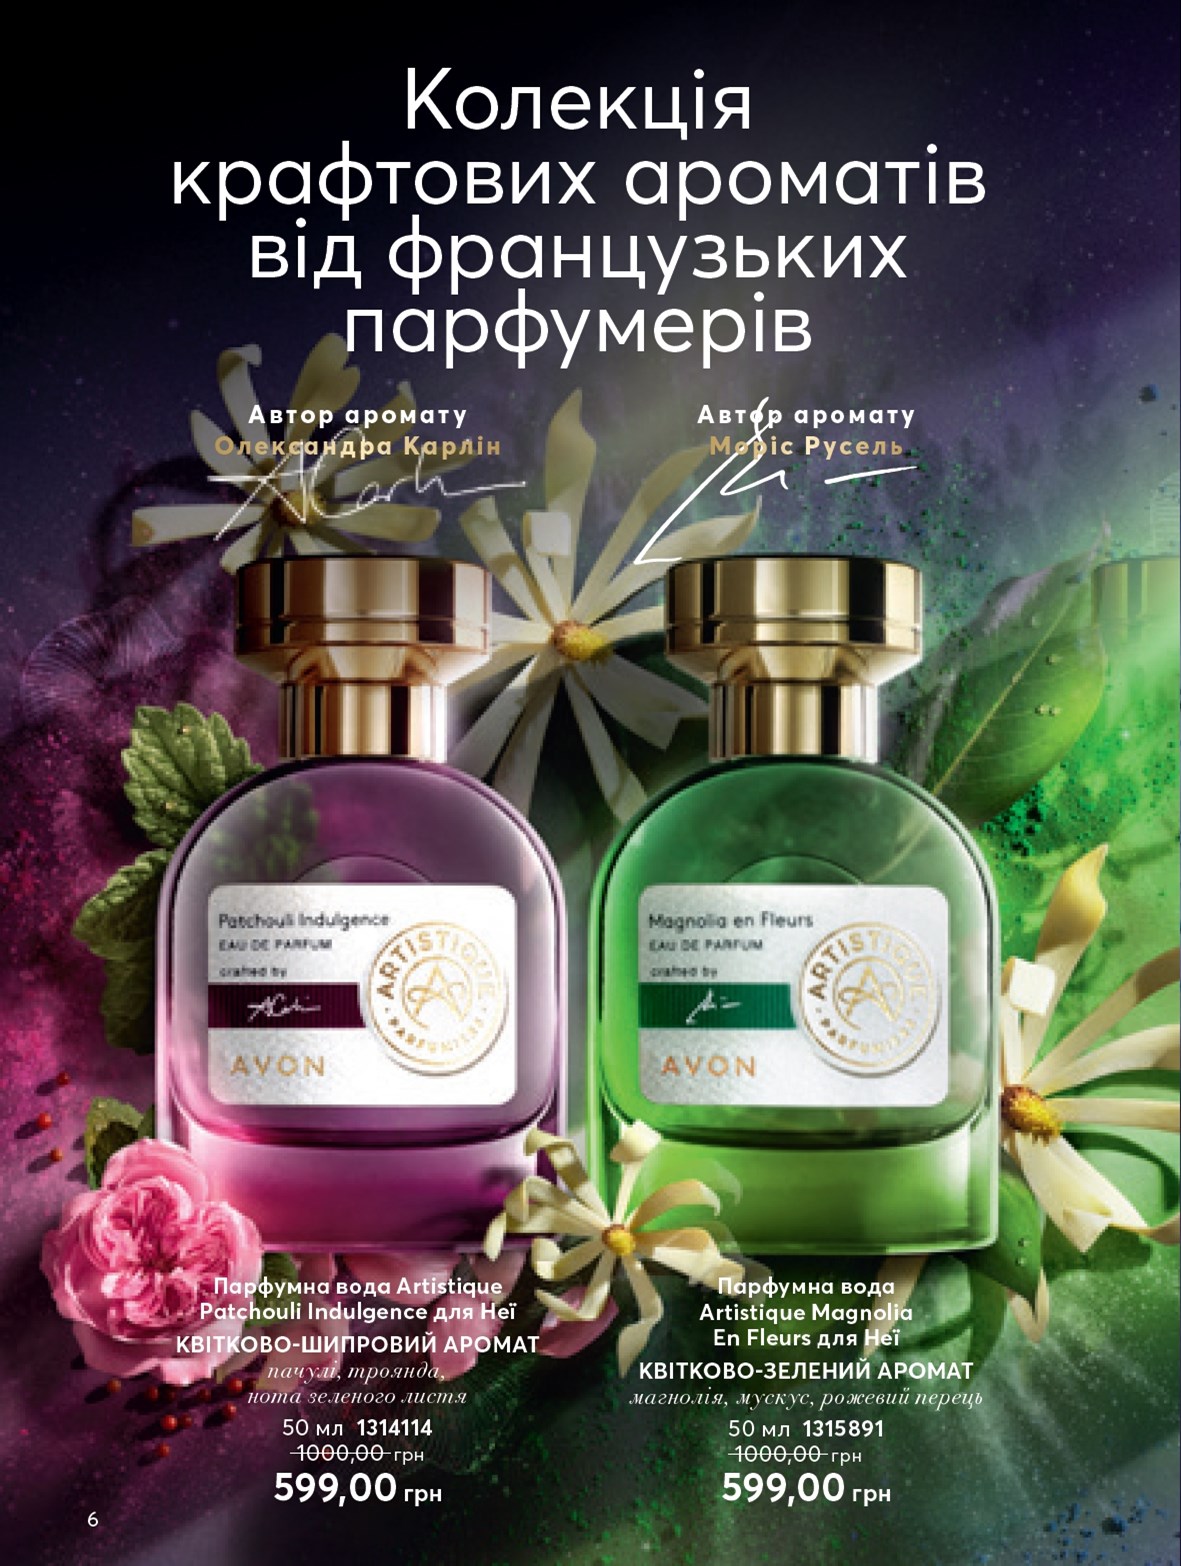 Колекція
крафтових ароматів
від французьких
парфумерів
Автор аромату
Олександра Карлін
Автор аромату
Моріс Русель
Patchouli Indulgence
EAU DE PARFUM
crafted by
ARTISTIQUE
PARFUMIERS
AVON
Magnolia en Fleurs
EAU DE PARFUM
crafted by
ARTISTIQUE
PARFUMIERS
AVON
Парфумна вода Artistique
Patchouli Indulgence для Неї
КВІТКОВО-ШИПРОВИЙ АРОМАТ
пачулі, троянда,
нота зеленого листя
50 мл 1314114
1000,00 грн
599,00 грн
Парфумна вода
Artistique Magnolia
En Fleurs для Неї
КВІТКОВО-ЗЕЛЕНИЙ АРОМАТ
магнолія, мускус, рожевий перець
50 мл 1315891
1000,00 грн
599,00 грн
6